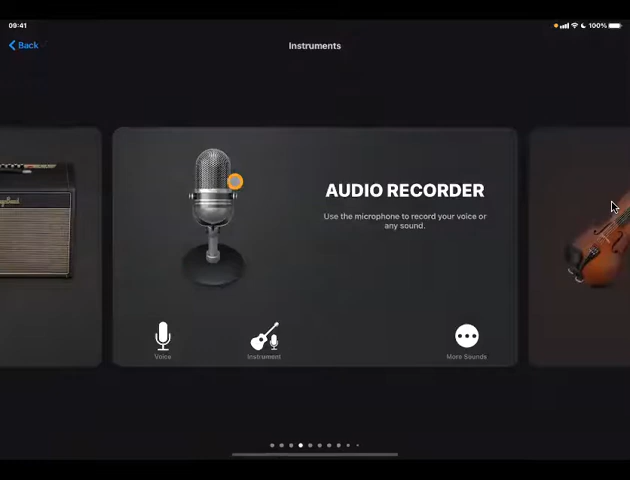 09:41
100%
Back
Instruments
AUDIO RECORDER
Use the microphone to record your voice or
any sound.
Voice
Instrument
More Sounds